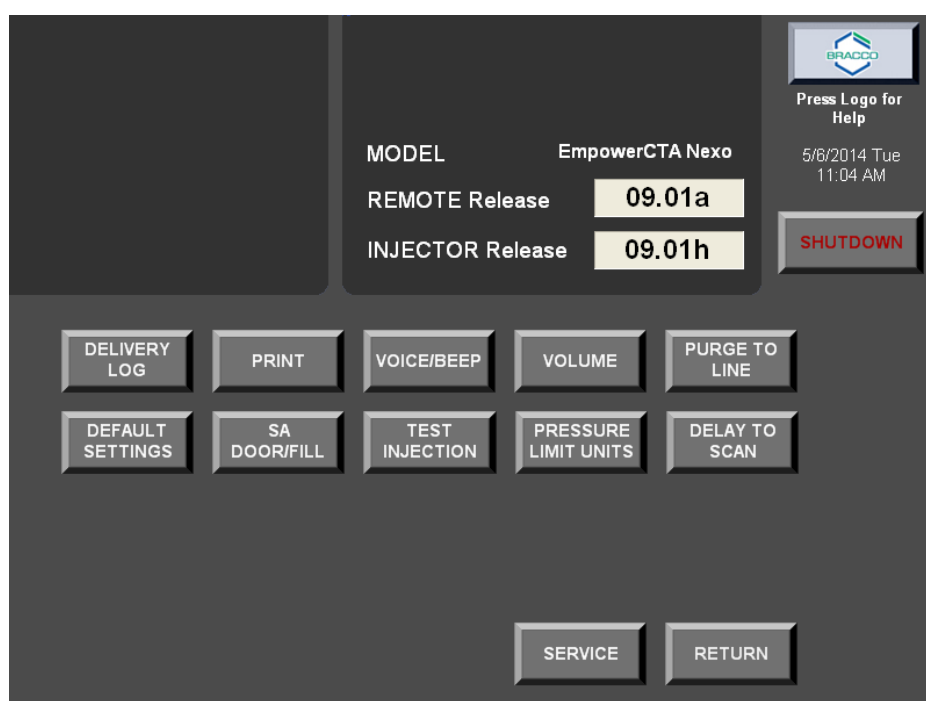 BRACCO
Press Logo for
Help
5/6/2014 Tue
11:04 AM
MODEL EmpowerCTA Nexo
REMOTE Release 09.01a
INJECTOR Release 09.01h
SHUTDOWN
DELIVERY
LOG
PRINT
VOICE/BEEP
VOLUME
PURGE TO
LINE
DEFAULT
SETTINGS
SA
DOOR/FILL
TEST
INJECTION
PRESSURE
LIMIT UNITS
DELAY TO
SCAN
SERVICE
RETURN